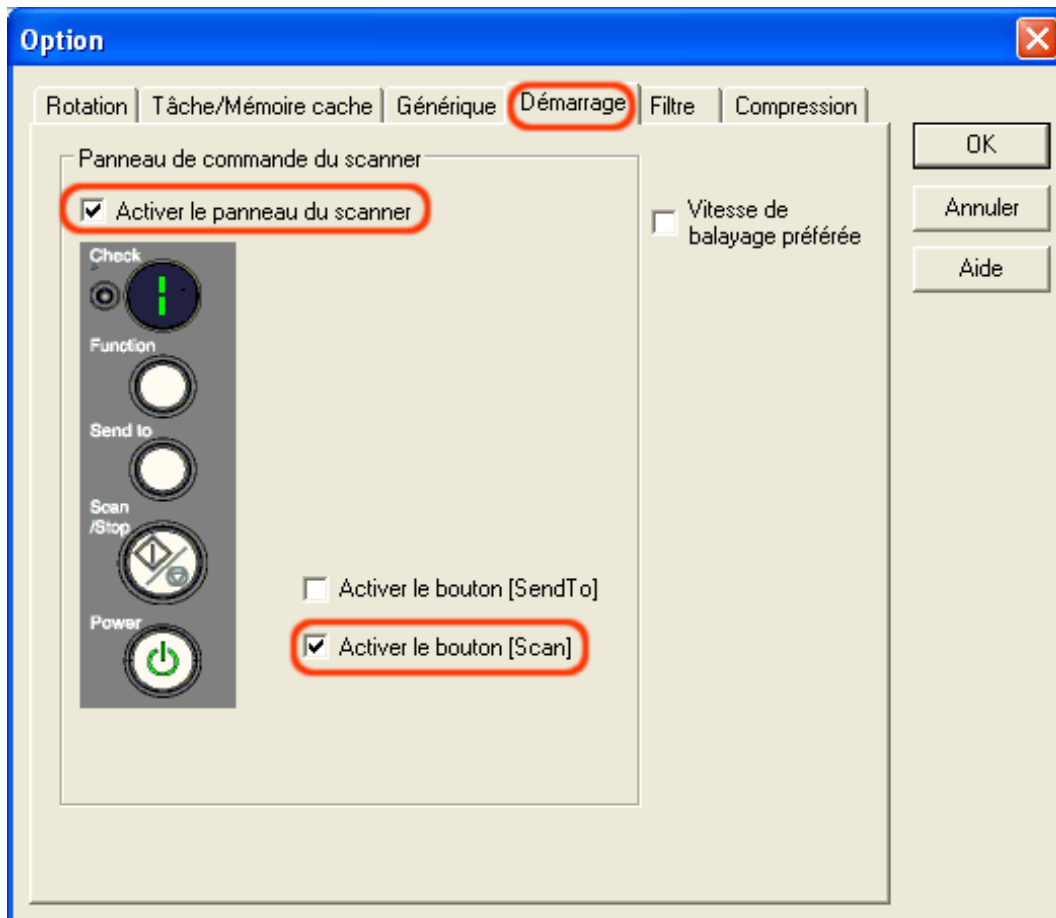 Option
Rotation
Tâche/Mémoire cache
Générique
Démarrage
Filtre
Compression
Panneau de commande du scanner
Activer le panneau du scanner
Check
Function
Send to
Scan
/Stop
Power
Activer le bouton [SendTo]
Activer le bouton [Scan]
Vitesse de
balayage préférée
OK
Annuler
Aide